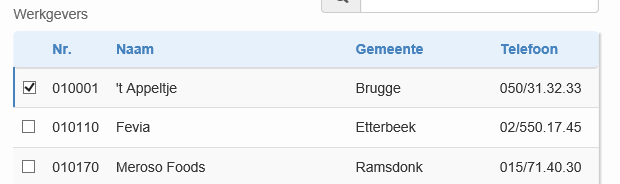 Werkgevers
Nr. Naam Gemeente Telefoon
010001 't Appeltje Brugge 050/31.32.33
010110 Fevia Etterbeek 02/550.17.45
010170 Meroso Foods Ramsdonk 015/71.40.30